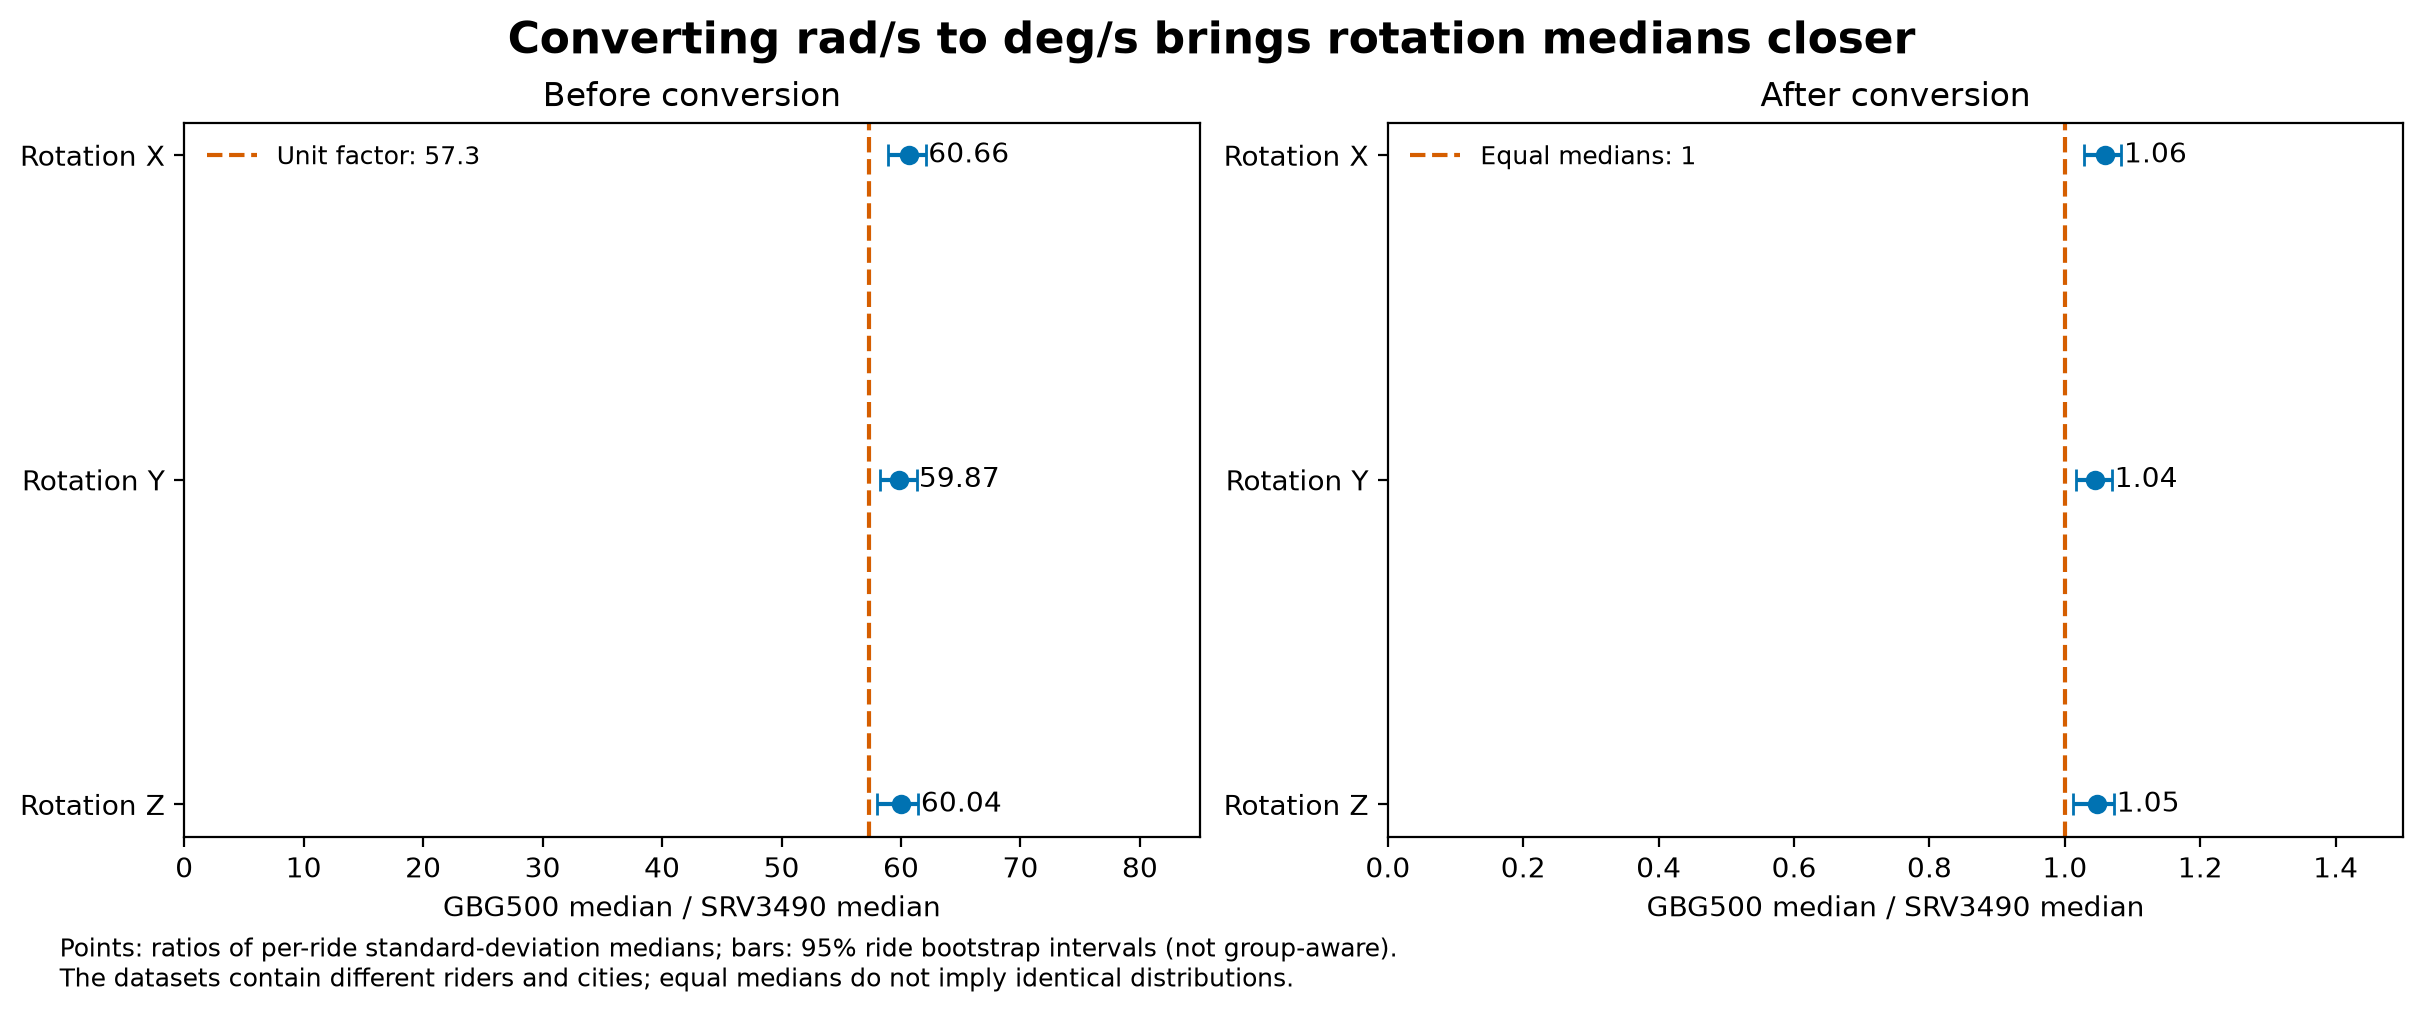 Converting rad/s to deg/s brings rotation medians closer
Before conversion
Rotation X
Rotation Y
Rotation Z
Unit factor: 57.3
60.66
59.87
60.04
0 10 20 30 40 50 60 70 80
GBG500 median / SRV3490 median
After conversion
Rotation X
Rotation Y
Rotation Z
Equal medians: 1
1.06
1.04
1.05
0.0 0.2 0.4 0.6 0.8 1.0 1.2 1.4
GBG500 median / SRV3490 median
Points: ratios of per-ride standard-deviation medians; bars: 95% ride bootstrap intervals (not group-aware).
The datasets contain different riders and cities; equal medians do not imply identical distributions.